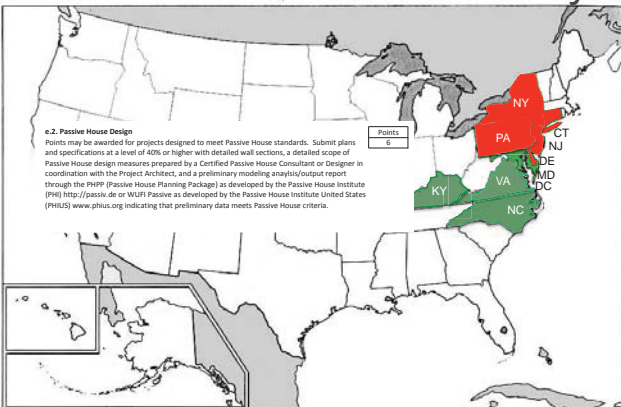 e.2. Passive House Design
Points may be awarded for projects designed to meet Passive House standards. Submit plans
and specifications at level of 40% or higher with detailed wall sections, a detailed scope of
Passive House design measures prepared by a Certified Passive House Consultant or Designer in
coordination with the Project Architect, and a preliminary modeling anaylsis/output report
through the PHPP (Passive House Planning Package) as developed by the Passive House Institute
(PHI) http://passiv.de or WUFI Passive as developed by the Passive House Institute United States
(PHIUS) www.phius.org indicating that preliminary data meets Passive House criteria.
Points
6
NY
PA
CT
NJ
DE
MD
DC
VA
KY
NC